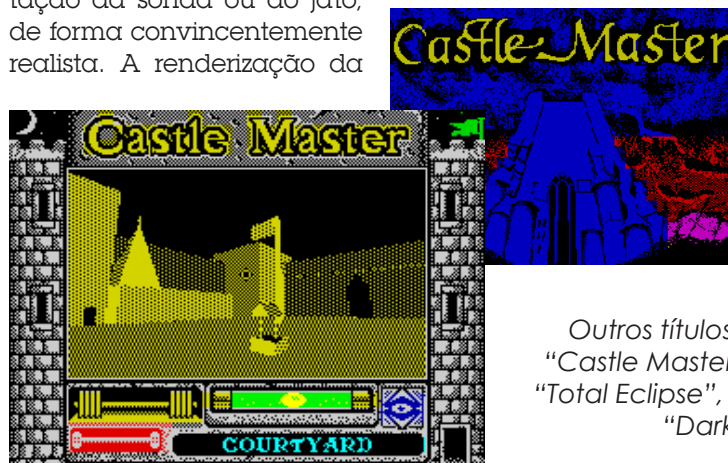 tação da sonda ou do jato,
de forma convincentemente
realista. A renderização da
Castle Master
Castle Master
COURTYARD
Outros títulos
“Castle Master
“Total Eclipse”,
“Dark